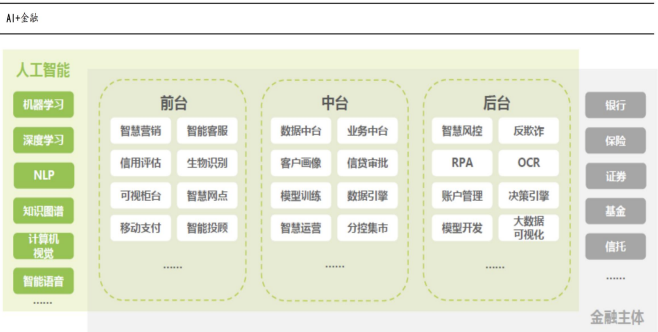 AI+金融
人工智能
机器学习
深度学习
NLP
知识图谱
计算机
视觉
智能语音
......
前台
智慧营销 智能客服
信用评估 生物识别
可视柜台 智慧网点
移动支付 智能投顾
......
中台
数据中台 业务中台
客户画像 信贷审批
模型训练 数据引擎
智慧运营 分控集市
......
后台
智慧风控 反欺诈
RPA OCR
账户管理 决策引擎
模型开发 大数据
可视化
......
银行
保险
证券
基金
信托
......
金融主体